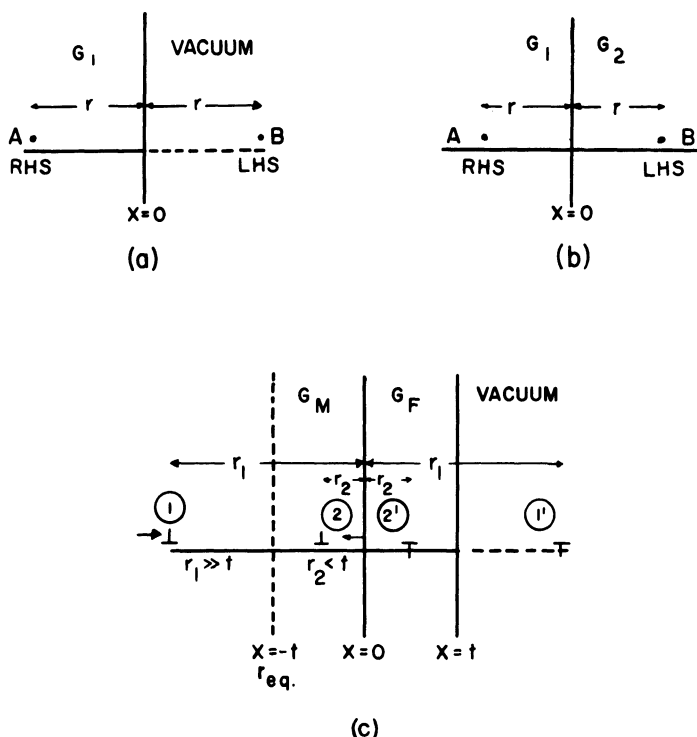 G1 VACUUM
r r
A B
RHS LHS
X=0
(a)
G1 G2
r r
A B
RHS LHS
X=0
(b)
GM GF VACUUM
r1 r1
r2 r2
1 2 2' 1'
r1 ≫ t r2 < t
X=-t X=0 X=t
req.
(c)